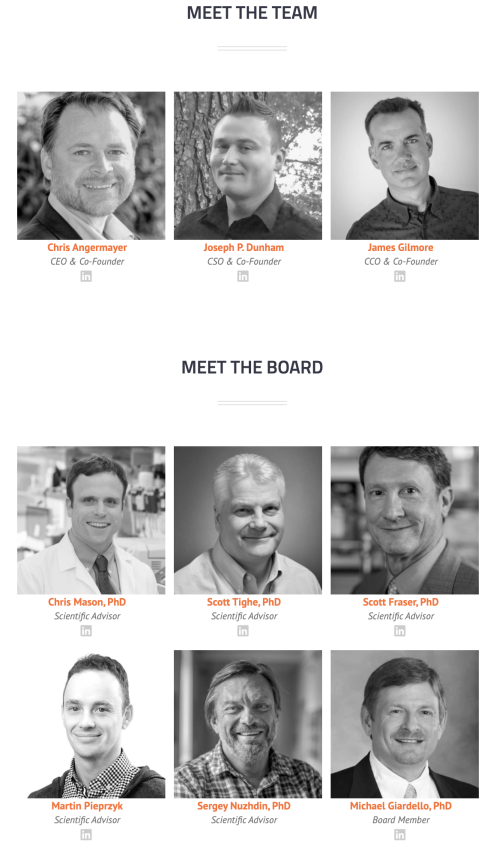 MEET THE TEAM
Chris Angermayer
CEO & Co-Founder
in
Joseph P. Dunham
CSO & Co-Founder
in
James Gilmore
CCO & Co-Founder
in
MEET THE BOARD
Chris Mason, PhD
Scientific Advisor
in
Scott Tighe, PhD
Scientific Advisor
in
Scott Fraser, PhD
Scientific Advisor
in
Martin Pieprzyk
Scientific Advisor
in
Sergey Nuzhdin, PhD
Scientific Advisor
in
Michael Giardello, PhD
Board Member
in